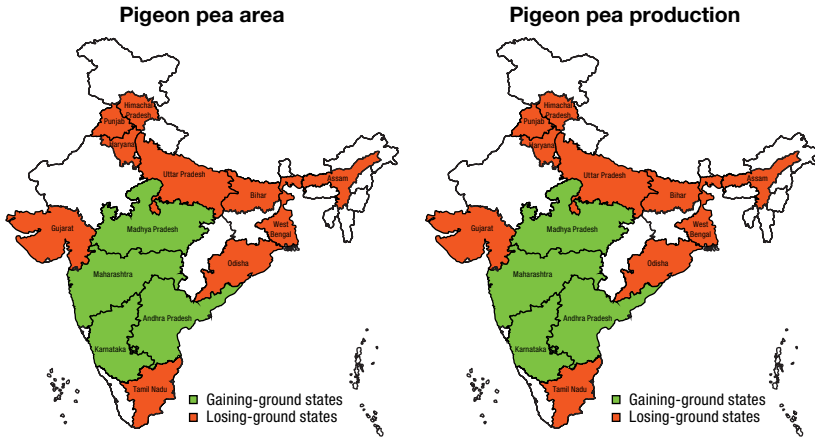 Pigeon pea area
Himachal
Pradesh
Punjab
Haryana
Uttar Pradesh
Bihar
Assam
Gujarat
Madhya Pradesh
West
Bengal
Odisha
Maharashtra
Andhra Pradesh
Karnataka
Tamil Nadu
Gaining-ground states
Losing-ground states
Pigeon pea production
Himachal
Pradesh
Punjab
Haryana
Uttar Pradesh
Bihar
Assam
Gujarat
Madhya Pradesh
West
Bengal
Odisha
Maharashtra
Andhra Pradesh
Karnataka
Tamil Nadu
Gaining-ground states
Losing-ground states